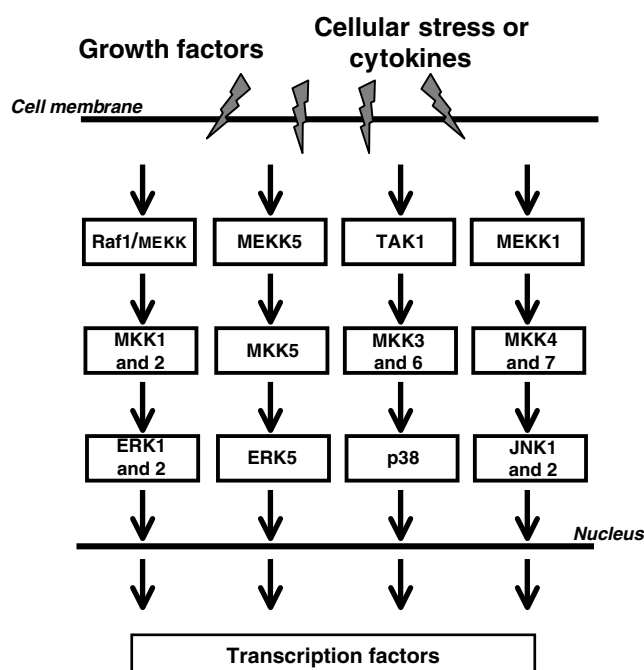 Growth factors
Cellular stress or
cytokines
Cell membrane
Raf1/MEKK
MEKK5
TAK1
MEKK1
MKK1
and 2
MKK5
MKK3
and 6
MKK4
and 7
ERK1
and 2
ERK5
p38
JNK1
and 2
Nucleus
Transcription factors